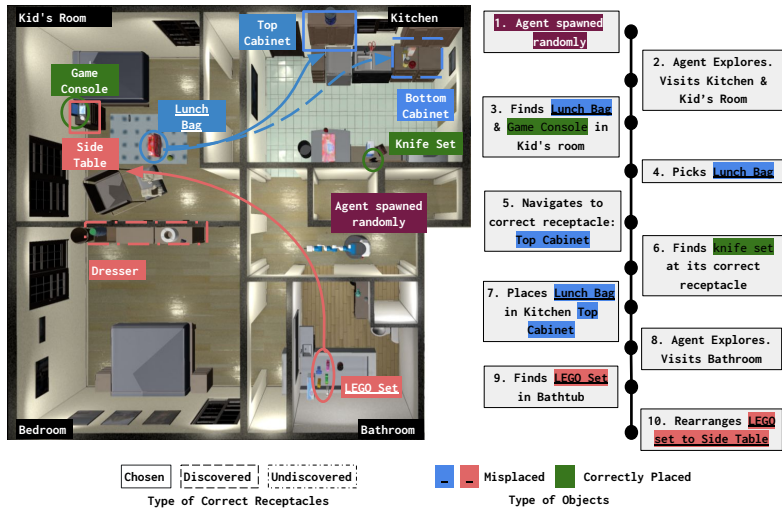 Kid's Room
Top
Cabinet
Kitchen
Game
Console
Lunch
Bag
Bottom
Cabinet
Side
Table
Knife Set
Agent spawned
randomly
Dresser
LEGO Set
Bedroom
Bathroom
1. Agent spawned
randomly
2. Agent Explores.
Visits Kitchen &
Kid’s Room
3. Finds Lunch Bag
& Game Console in
Kid's room
4. Picks Lunch Bag
5. Navigates to
correct receptacle:
Top Cabinet
6. Finds knife set
at its correct
receptacle
7. Places Lunch Bag
in Kitchen Top
Cabinet
8. Agent Explores.
Visits Bathroom
9. Finds LEGO Set
in Bathtub
10. Rearranges LEGO
set to Side Table
Chosen Discovered Undiscovered
Type of Correct Receptacles
_ _ Misplaced Correctly Placed
Type of Objects